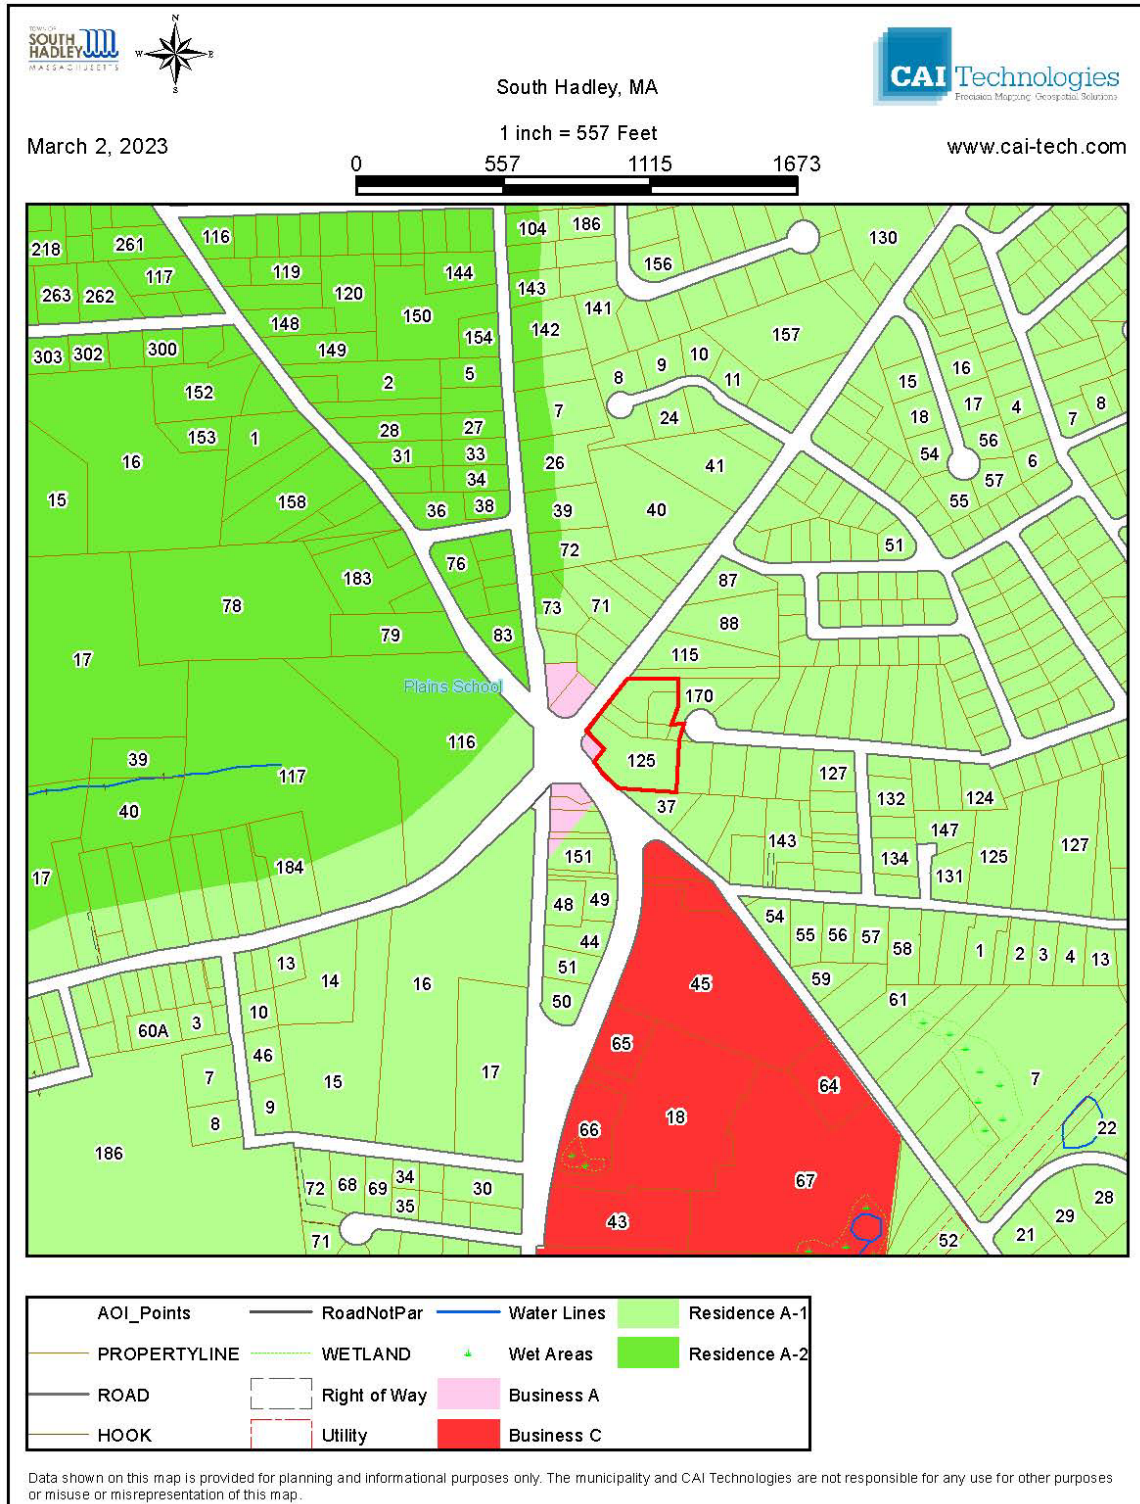 TOWN OF
SOUTH
HADLEY
MASSACHUSETTS
N
W E
S
CAI Technologies
Precision Mapping. Geospatial Solutions.
South Hadley, MA
March 2, 2023
1 inch = 557 Feet
www.cai-tech.com
0 557 1115 1673
218 261 116 104 186 130
117 119 144 156
263 262 120 143 141
150 142 157
148 154
303 302 300 149 10
5 9 16
2 8 11 15
152 7 24 17 4 7 8
28 27 18
153 1 31 33 26 41 54 56 6
16 34 57
15 158 36 38 39 40 55
72 51
76
183 87
78 73 71
79 83 88
17 115
Plains School 170
116
39 125
117 127
40 37 132 124
147
151 143 127
17 184 134 125
48 49 131
54
44 55 56 57 58 1 2 3 4 13
13 51 59
14 16 45
10 50 61
60A 3
46 65
7 15 17 64 7
9
8 18 22
66
186
72 68 69 34 30 67
35 28
43 29
71 52 21
AOI_Points RoadNotPar Water Lines Residence A-1
PROPERTYLINE WETLAND Wet Areas Residence A-2
ROAD Right of Way Business A
HOOK Utility Business C
Data shown on this map is provided for planning and informational purposes only. The municipality and CAI Technologies are not responsible for any use for other purposes
or misuse or misrepresentation of this map.